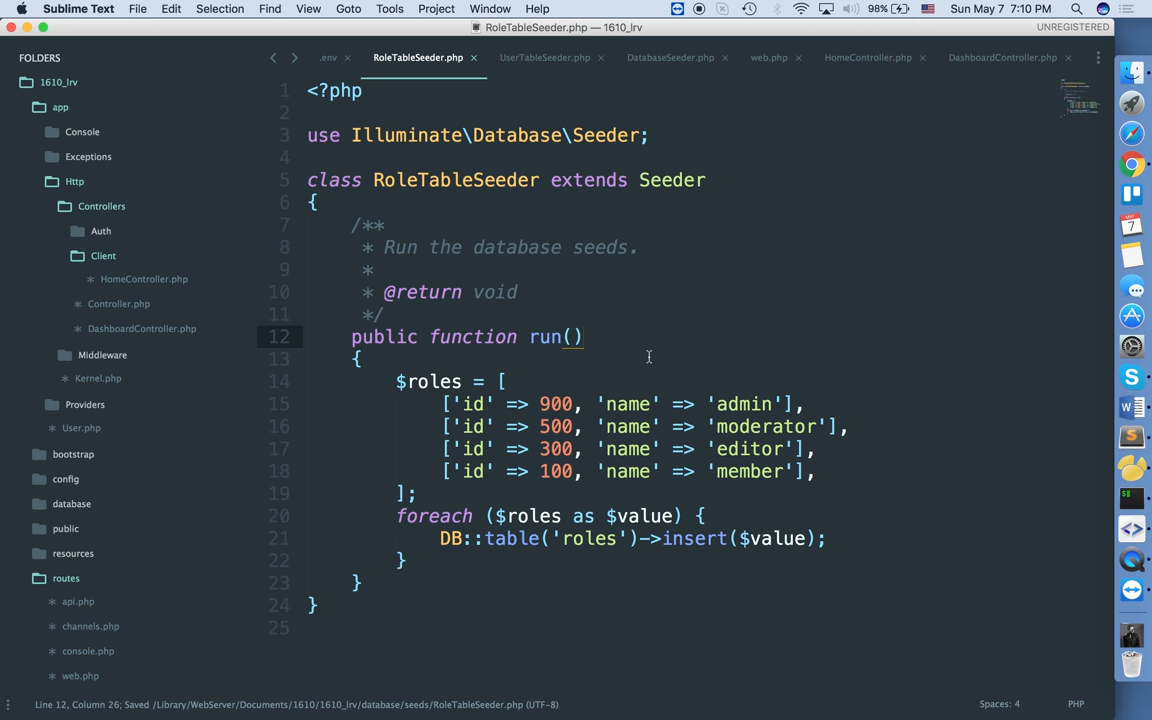 Sublime Text File Edit Selection Find View Goto Tools Project Window Help 98% Sun May 7 7:10 PM
RoleTableSeeder.php — 1610_lrv UNREGISTERED
FOLDERS
1610_lrv
app
Console
Exceptions
Http
Controllers
Auth
Client
HomeController.php
Controller.php
DashboardController.php
Middleware
Kernel.php
Providers
User.php
bootstrap
config
database
public
resources
routes
api.php
channels.php
console.php
web.php
.env × RoleTableSeeder.php × UserTableSeeder.php × DatabaseSeeder.php × web.php × HomeController.php × DashboardController.php ×
1 <?php
2
3 use Illuminate\Database\Seeder;
4
5 class RoleTableSeeder extends Seeder
6 {
7 /**
8 * Run the database seeds.
9 *
10 * @return void
11 */
12 public function run()
13 {
14 $roles = [
15 ['id' => 900, 'name' => 'admin'],
16 ['id' => 500, 'name' => 'moderator'],
17 ['id' => 300, 'name' => 'editor'],
18 ['id' => 100, 'name' => 'member'],
19 ];
20 foreach ($roles as $value) {
21 DB::table('roles')->insert($value);
22 }
23 }
24 }
25
Line 12, Column 26; Saved /Library/WebServer/Documents/1610/1610_lrv/database/seeds/RoleTableSeeder.php (UTF-8) Spaces: 4 PHP